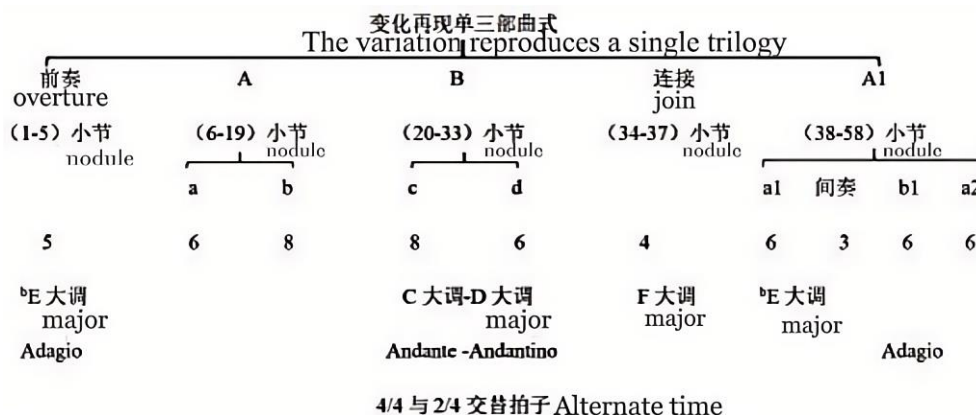 变化再现单三部曲式
The variation reproduces a single trilogy
前奏 A B 连接 A1
overture join
(1-5)小节 (6-19)小节 (20-33)小节 (34-37)小节 (38-58)小节
nodule nodule nodule nodule nodule
a b c d a1 间奏 b1 a2
5 6 8 8 6 4 6 3 6 6
bE 大调 C 大调-D 大调 F 大调 bE 大调
major major major major
Adagio Andante -Andantino Adagio
4/4 与 2/4 交替拍子 Alternate time